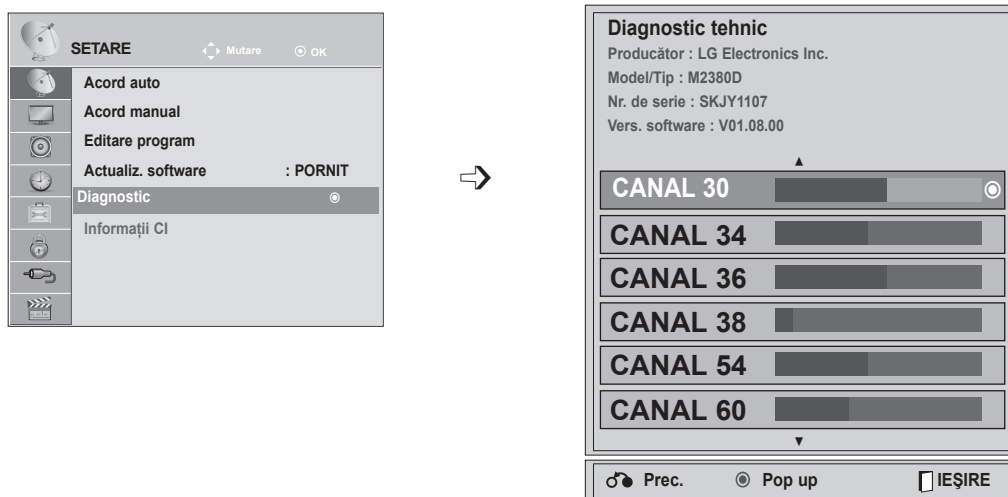 SETARE Mutare OK
Acord auto
Acord manual
Editare program
Actualiz. software : PORNIT
Diagnostic
Informații CI
Diagnostic tehnic
Producător : LG Electronics Inc.
Model/Tip : M2380D
Nr. de serie : SKJY1107
Vers. software : V01.08.00
CANAL 30
CANAL 34
CANAL 36
CANAL 38
CANAL 54
CANAL 60
Prec. Pop up IEŞIRE